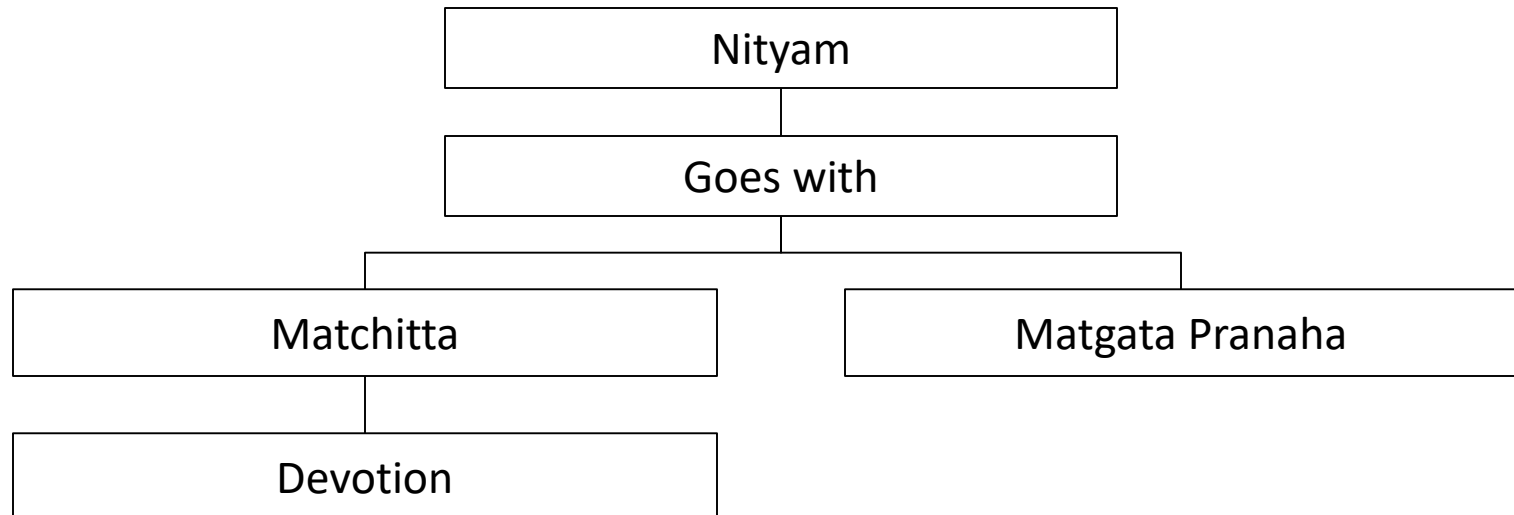 Nityam
Goes with
Matchitta
Matgata Pranaha
Devotion